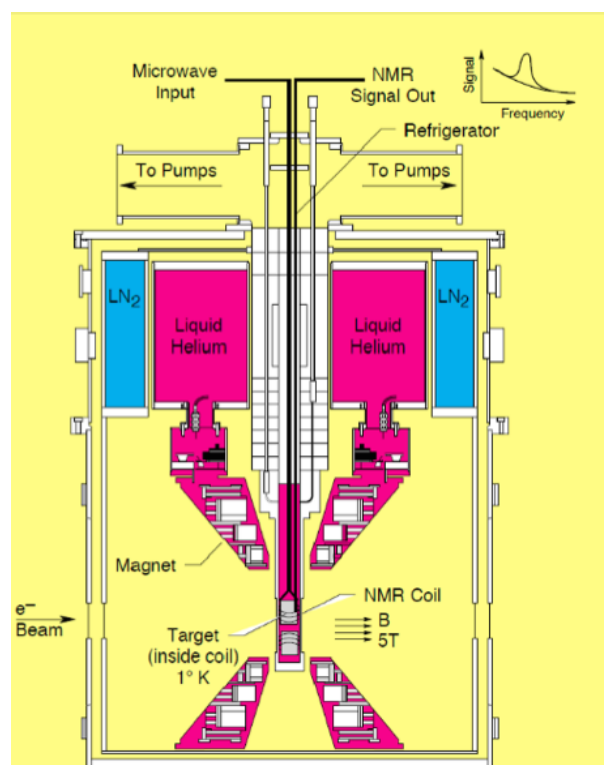 Microwave
Input
NMR
Signal Out
Signal
Frequency
Refrigerator
To Pumps
To Pumps
LN2
Liquid
Helium
Liquid
Helium
LN2
Magnet
e–
Beam
NMR Coil
Target
(inside coil)
1° K
B
5T